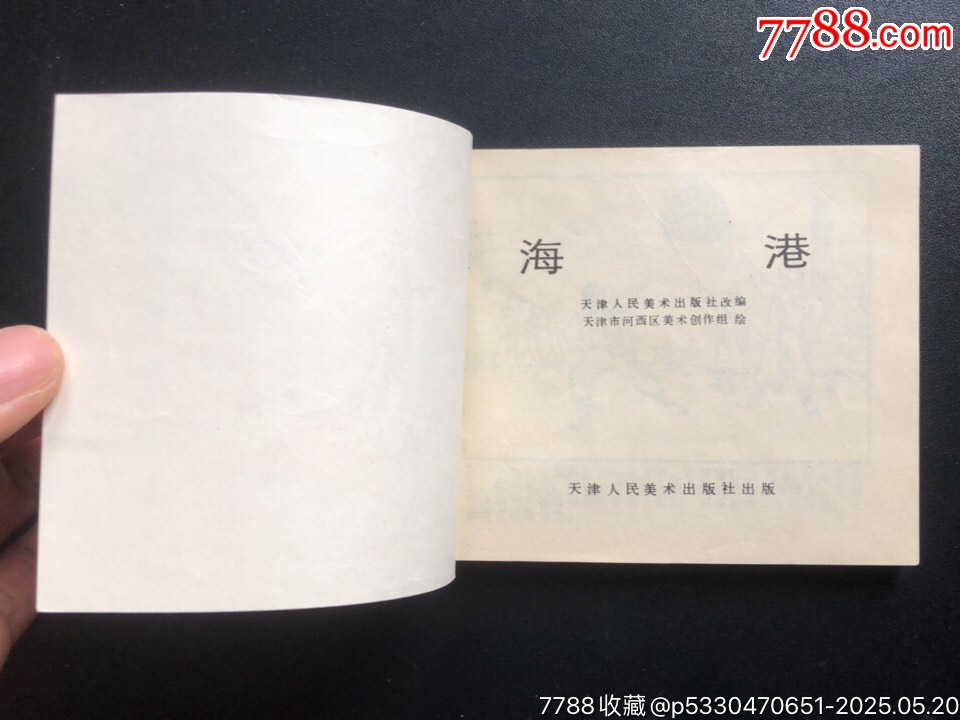 7788.com
海 港
天津人民美术出版社改编
天津市河西区美术创作组 绘
天津人民美术出版社出版
7788收藏@p5330470651-2025.05.20